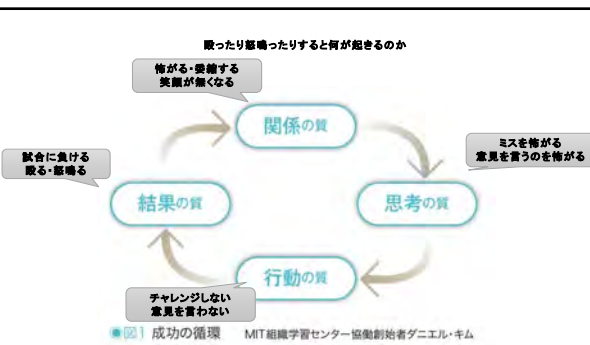 殴ったり怒鳴ったりすると何が起きるのか
怖がる・委縮する
笑顔が無くなる
関係の質
ミスを怖がる
意見を言うのを怖がる
試合に負ける
殴る・怒鳴る
結果の質
思考の質
行動の質
チャレンジしない
意見を言わない
図1 成功の循環 MIT組織学習センター協働創始者ダニエル・キム